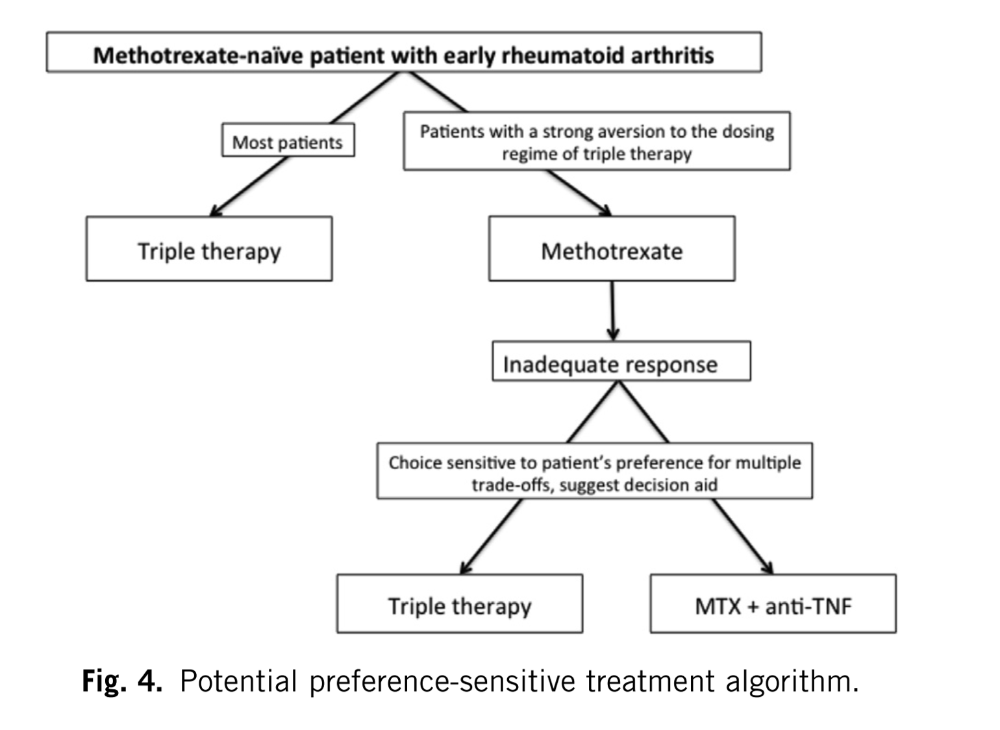 Methotrexate-naïve patient with early rheumatoid arthritis
Most patients
Patients with a strong aversion to the dosing
regime of triple therapy
Triple therapy
Methotrexate
Inadequate response
Choice sensitive to patient's preference for multiple
trade-offs, suggest decision aid
Triple therapy
MTX + anti-TNF
Fig. 4. Potential preference-sensitive treatment algorithm.